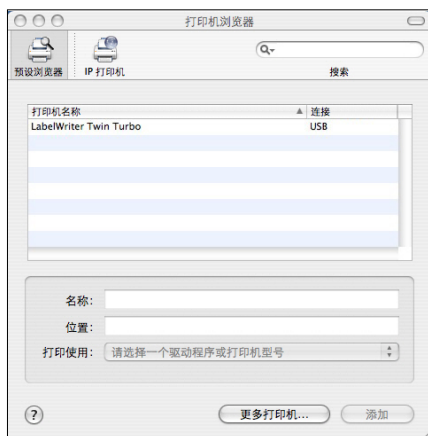 打印机浏览器
预设浏览器 IP 打印机 搜索
打印机名称 连接
LabelWriter Twin Turbo USB
名称:
位置:
打印使用: 请选择一个驱动程序或打印机型号
? 更多打印机... 添加